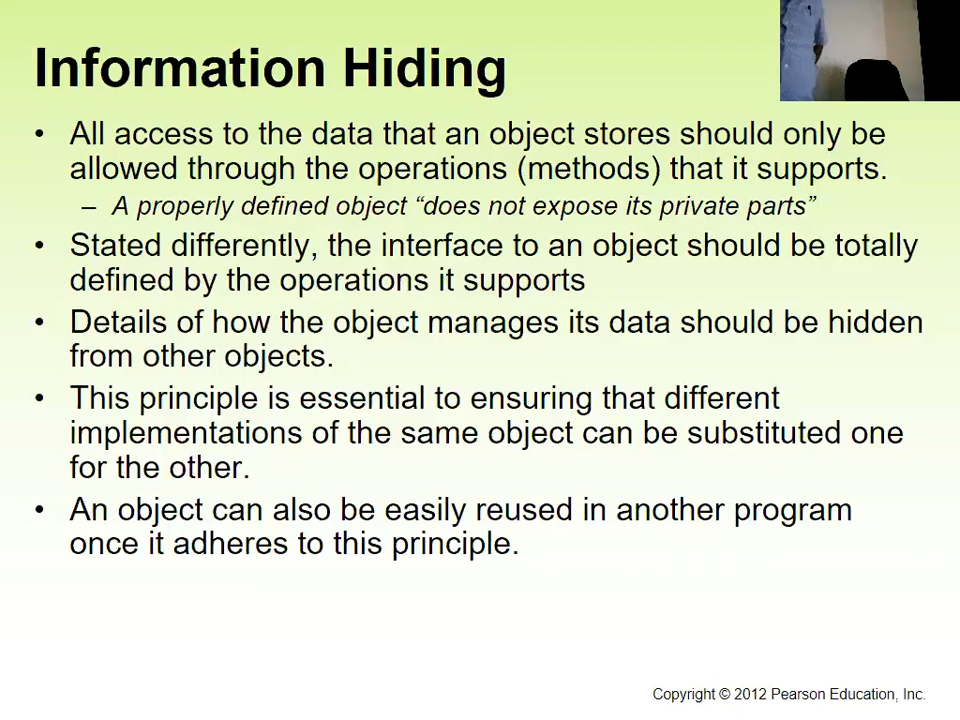 Information Hiding
• All access to the data that an object stores should only be
allowed through the operations (methods) that it supports.
– A properly defined object “does not expose its private parts”
• Stated differently, the interface to an object should be totally
defined by the operations it supports
• Details of how the object manages its data should be hidden
from other objects.
• This principle is essential to ensuring that different
implementations of the same object can be substituted one
for the other.
• An object can also be easily reused in another program
once it adheres to this principle.
Copyright © 2012 Pearson Education, Inc.